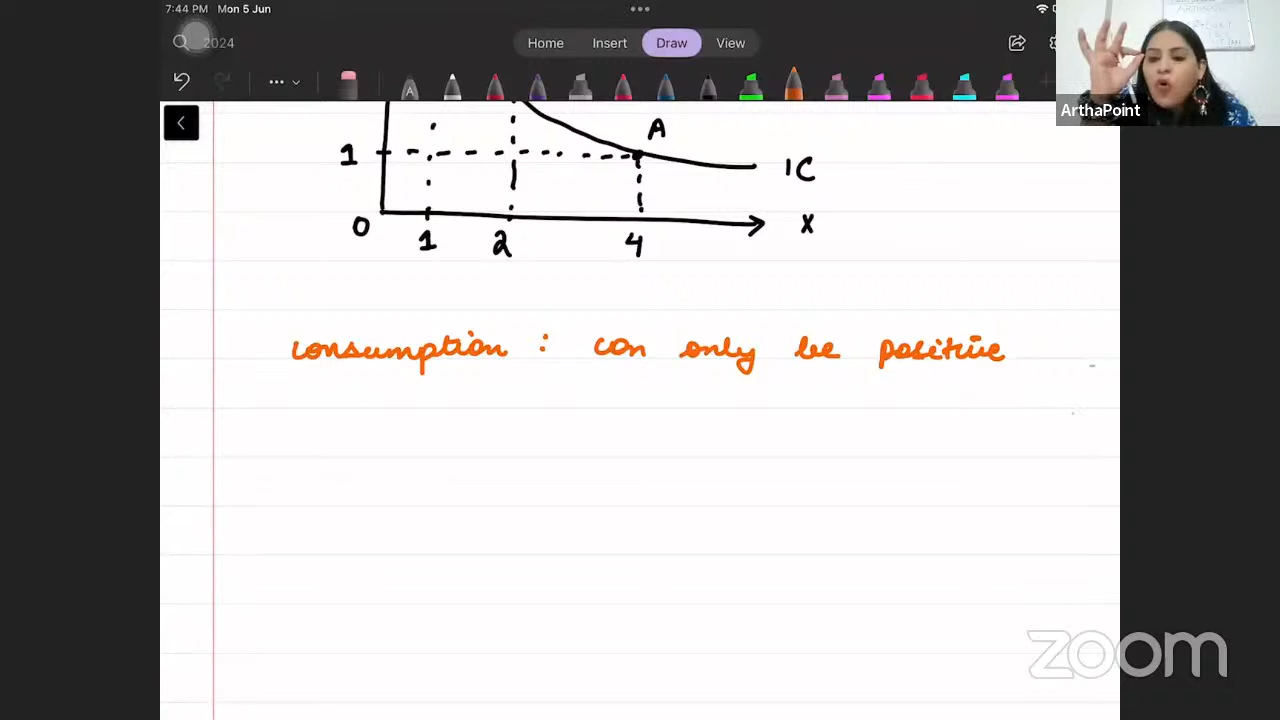 7:44 PM Mon 5 Jun
2024
Home Insert Draw View
A
ArthaPoint
A
1
IC
0
1 2 4 X
consumption : can only be positive
zoom